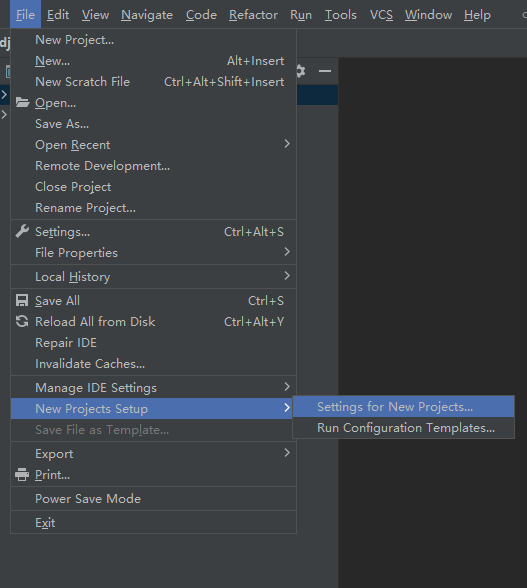 File Edit View Navigate Code Refactor Run Tools VCS Window Help
dj
New Project...
New... Alt+Insert
New Scratch File Ctrl+Alt+Shift+Insert
Open...
Save As...
Open Recent
Remote Development...
Close Project
Rename Project...
Settings... Ctrl+Alt+S
File Properties
Local History
Save All Ctrl+S
Reload All from Disk Ctrl+Alt+Y
Repair IDE
Invalidate Caches...
Manage IDE Settings
New Projects Setup
Settings for New Projects...
Save File as Template...
Run Configuration Templates...
Export
Print...
Power Save Mode
Exit